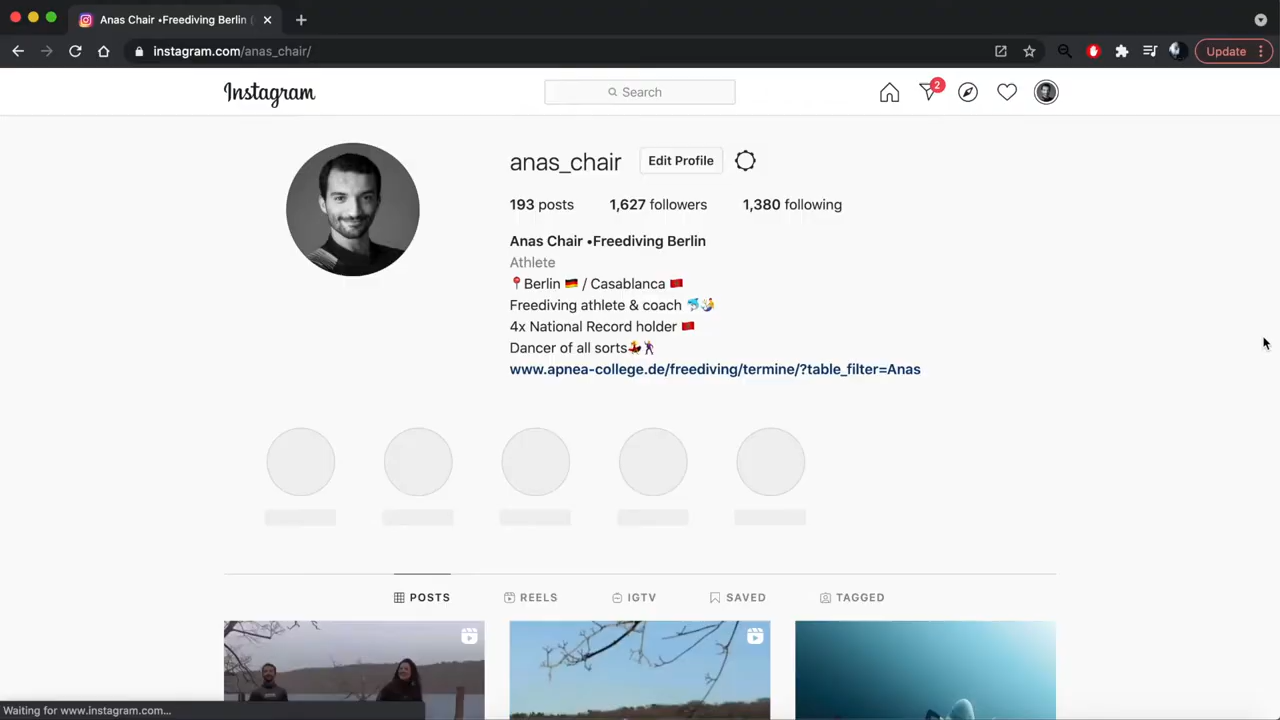 Anas Chair •Freediving Berlin (
instagram.com/anas_chair/
Update
Instagram
Search
2
anas_chair
Edit Profile
193 posts
1,627 followers
1,380 following
Anas Chair •Freediving Berlin
Athlete
📍Berlin 🇩🇪 / Casablanca 🇲🇦
Freediving athlete & coach 🐬🤽
4x National Record holder 🇲🇦
Dancer of all sorts💃🕺
www.apnea-college.de/freediving/termine/?table_filter=Anas
POSTS
REELS
IGTV
SAVED
TAGGED
Waiting for www.instagram.com...